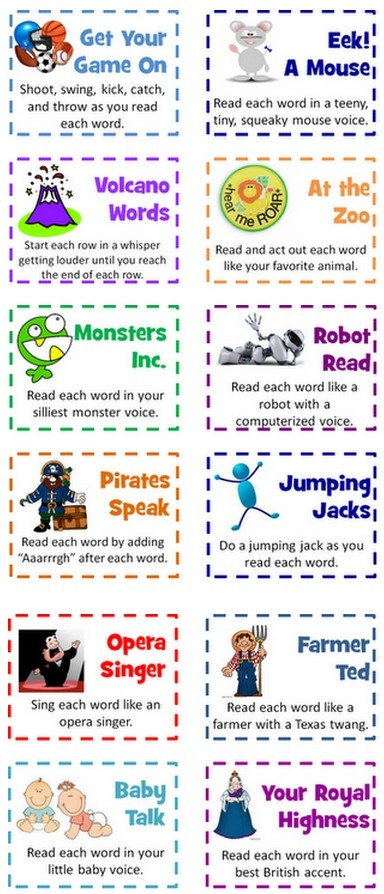 Get Your
Game On
Shoot, swing, kick, catch,
and throw as you read
each word.
Eek!
A Mouse
Read each word in a teeny,
tiny, squeaky mouse voice.
Volcano
Words
Start each row in a whisper
getting louder until you reach
the end of each row.
hear me ROAR
At the
Zoo
Read and act out each word
like your favorite animal.
Monsters
Inc.
Read each word in your
silliest monster voice.
Robot
Read
Read each word like a
robot with a
computerized voice.
Pirates
Speak
Read each word by adding
“Aaarrrgh” after each word.
Jumping
Jacks
Do a jumping jack as you
read each word.
Opera
Singer
Sing each word like an
opera singer.
Farmer
Ted
Read each word like a
farmer with a Texas twang.
Baby
Talk
Read each word in your
little baby voice.
Your Royal
Highness
Read each word in your
best British accent.